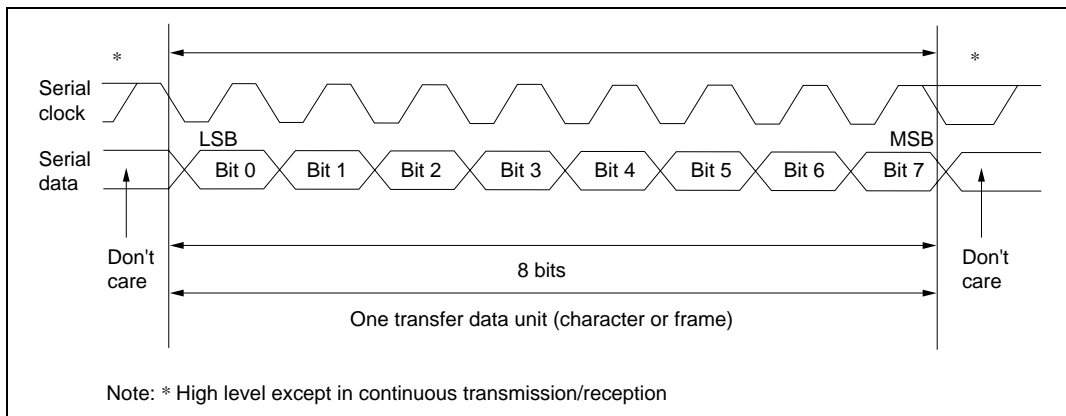 *
*
Serial
clock
LSB
MSB
Serial
data
Bit 0
Bit 1
Bit 2
Bit 3
Bit 4
Bit 5
Bit 6
Bit 7
Don't
care
8 bits
Don't
care
One transfer data unit (character or frame)
Note: * High level except in continuous transmission/reception